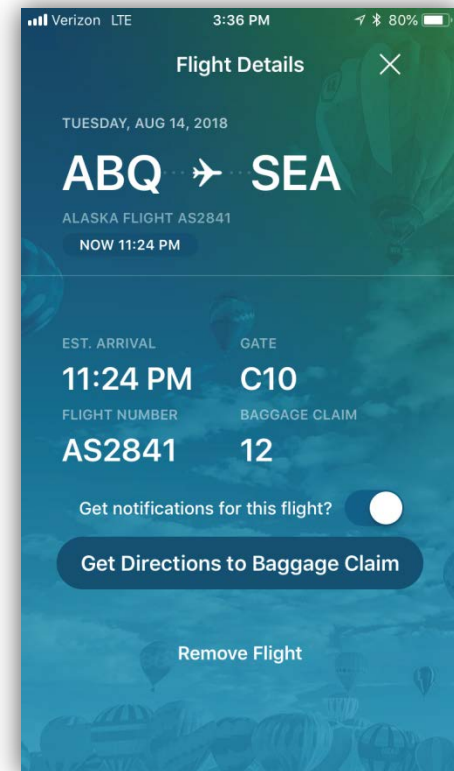 Verizon LTE 3:36 PM 80%
Flight Details
TUESDAY, AUG 14, 2018
ABQ SEA
ALASKA FLIGHT AS2841
NOW 11:24 PM
EST. ARRIVAL GATE
11:24 PM C10
FLIGHT NUMBER BAGGAGE CLAIM
AS2841 12
Get notifications for this flight?
Get Directions to Baggage Claim
Remove Flight